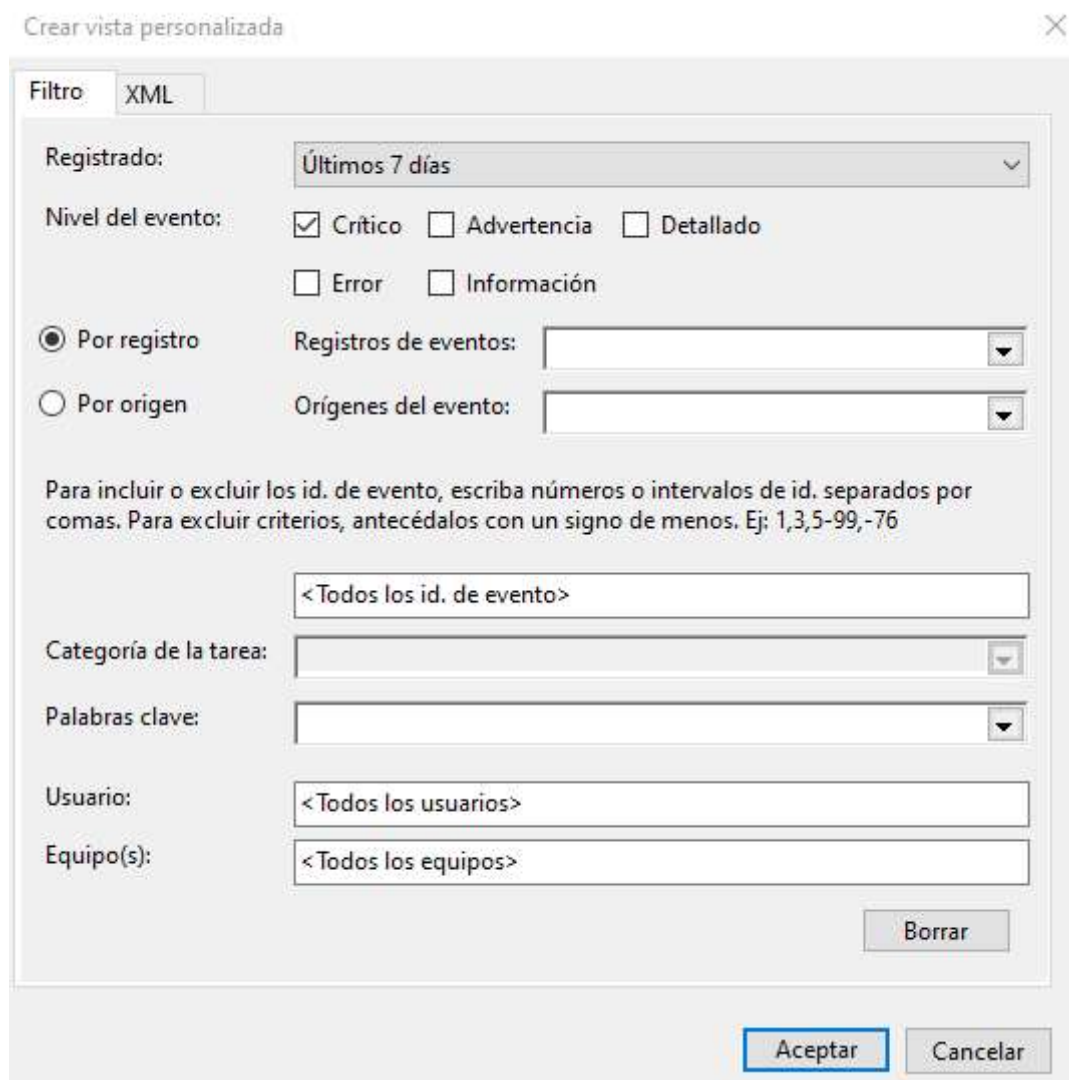 Crear vista personalizada
Filtro XML
Registrado: Últimos 7 días
Nivel del evento: Crítico Advertencia Detallado
Error Información
Por registro Registros de eventos:
Por origen Orígenes del evento:
Para incluir o excluir los id. de evento, escriba números o intervalos de id. separados por
comas. Para excluir criterios, antecédalos con un signo de menos. Ej: 1,3,5-99,-76
<Todos los id. de evento>
Categoría de la tarea:
Palabras clave:
Usuario: <Todos los usuarios>
Equipo(s): <Todos los equipos>
Borrar
Aceptar Cancelar